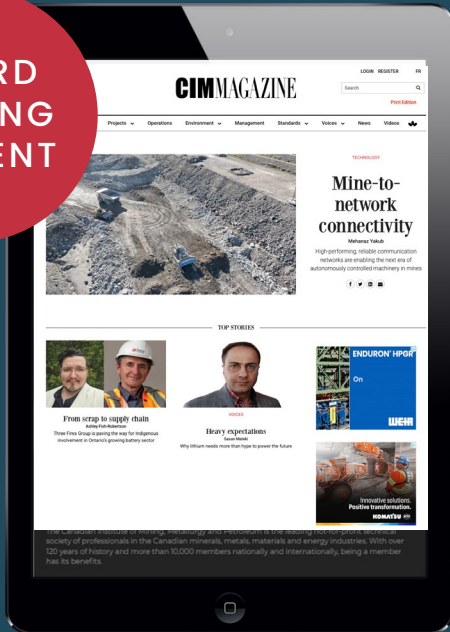 RD
NG
ENT
LOGIN REGISTER FR
CIMMAGAZINE
Search
Print Edition
Projects Operations Environment Management Standards Voices News Videos
TECHNOLOGY
Mine-to-
network
connectivity
Mehanaz Yakub
High-performing, reliable communication
networks are enabling the next era of
autonomously controlled machinery in mines
TOP STORIES
From scrap to supply chain
Ashley Fish-Robertson
Three Fires Group is paving the way for Indigenous
involvement in Ontario's growing battery sector
VOICES
Heavy expectations
Sasan Maleki
Why lithium needs more than hype to power the future
ENDURON® HPGR
On
WEIR
Innovative solutions.
Positive transformation.
KOMATSU
The Canadian Institute of Mining, Metallurgy and Petroleum is the leading not-for-profit technical
society of professionals in the Canadian minerals, metals, materials and energy industries. With over
120 years of history and more than 10,000 members nationally and internationally, being a member
has its benefits.